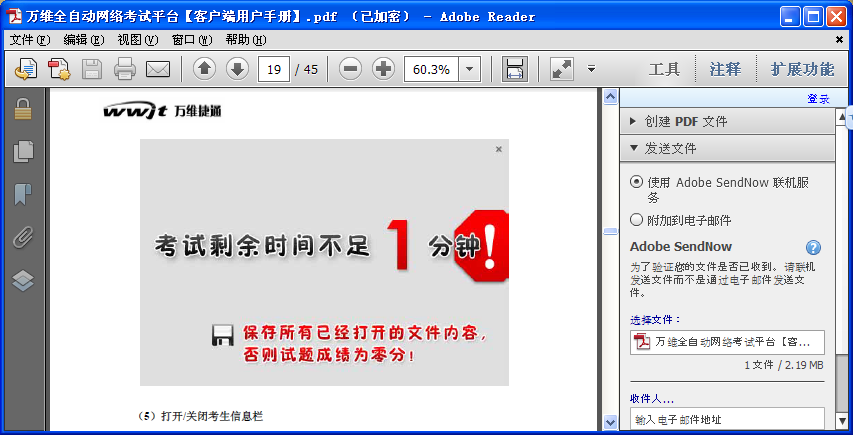 万维全自动网络考试平台【客户端用户手册】.pdf （已加密） - Adobe Reader
文件(F) 编辑(E) 视图(V) 窗口(W) 帮助(H)
19 / 45 60.3% 工具 注释 扩展功能
登录
wwjt 万维捷通
创建 PDF 文件
发送文件
使用 Adobe SendNow 联机服
务
附加到电子邮件
Adobe SendNow
为了验证您的文件是否已收到。请联机
发送文件而不是通过电子邮件发送文
件。
选择文件：
万维全自动网络考试平台【客...
1 文件 / 2.19 MB
收件人...
输入电子邮件地址
考试剩余时间不足 1 分钟
保存所有已经打开的文件内容，
否则试题成绩为零分！
（5）打开/关闭考生信息栏